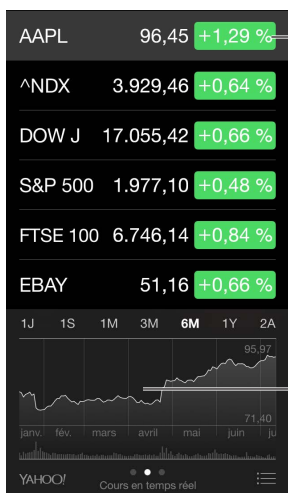 AAPL 96,45 +1,29 %
^NDX 3.929,46 +0,64 %
DOW J 17.055,42 +0,66 %
S&P 500 1.977,10 +0,48 %
FTSE 100 6.746,14 +0,84 %
EBAY 51,16 +0,66 %
1J 1S 1M 3M 6M 1Y 2A
95,97
71,40
janv. fév. mars avril mai juin ju
YAHOO! Cours en temps réel